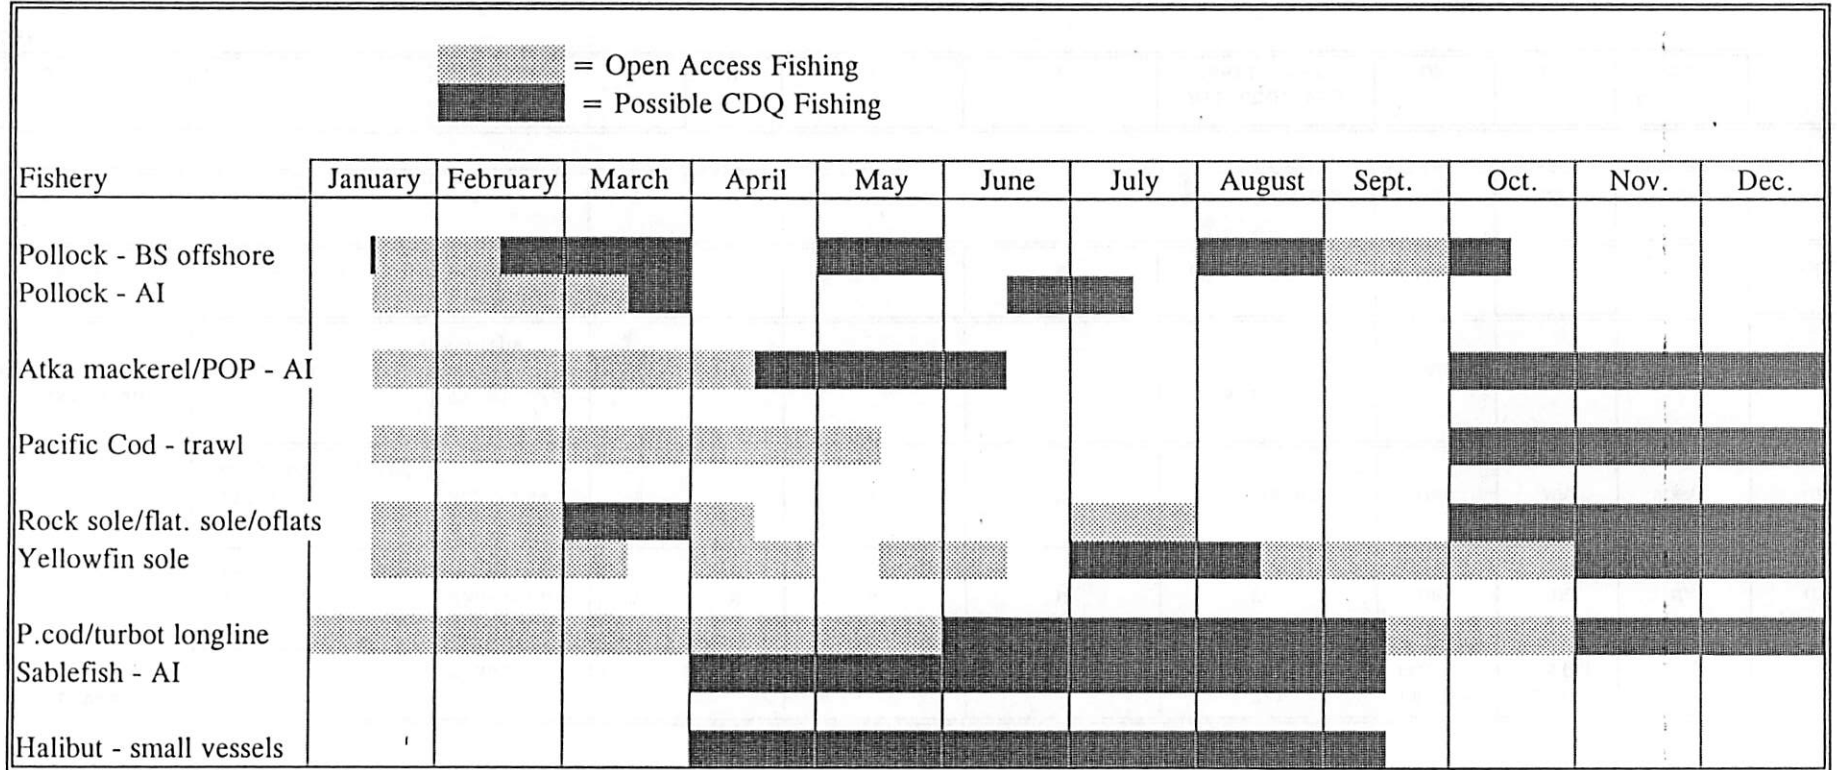 = Open Access Fishing
= Possible CDQ Fishing
Fishery January February March April May June July August Sept. Oct. Nov. Dec.
Pollock - BS offshore
Pollock - AI
Atka mackerel/POP - AI
Pacific Cod - trawl
Rock sole/flat. sole/oflats
Yellowfin sole
P.cod/turbot longline
Sablefish - AI
Halibut - small vessels